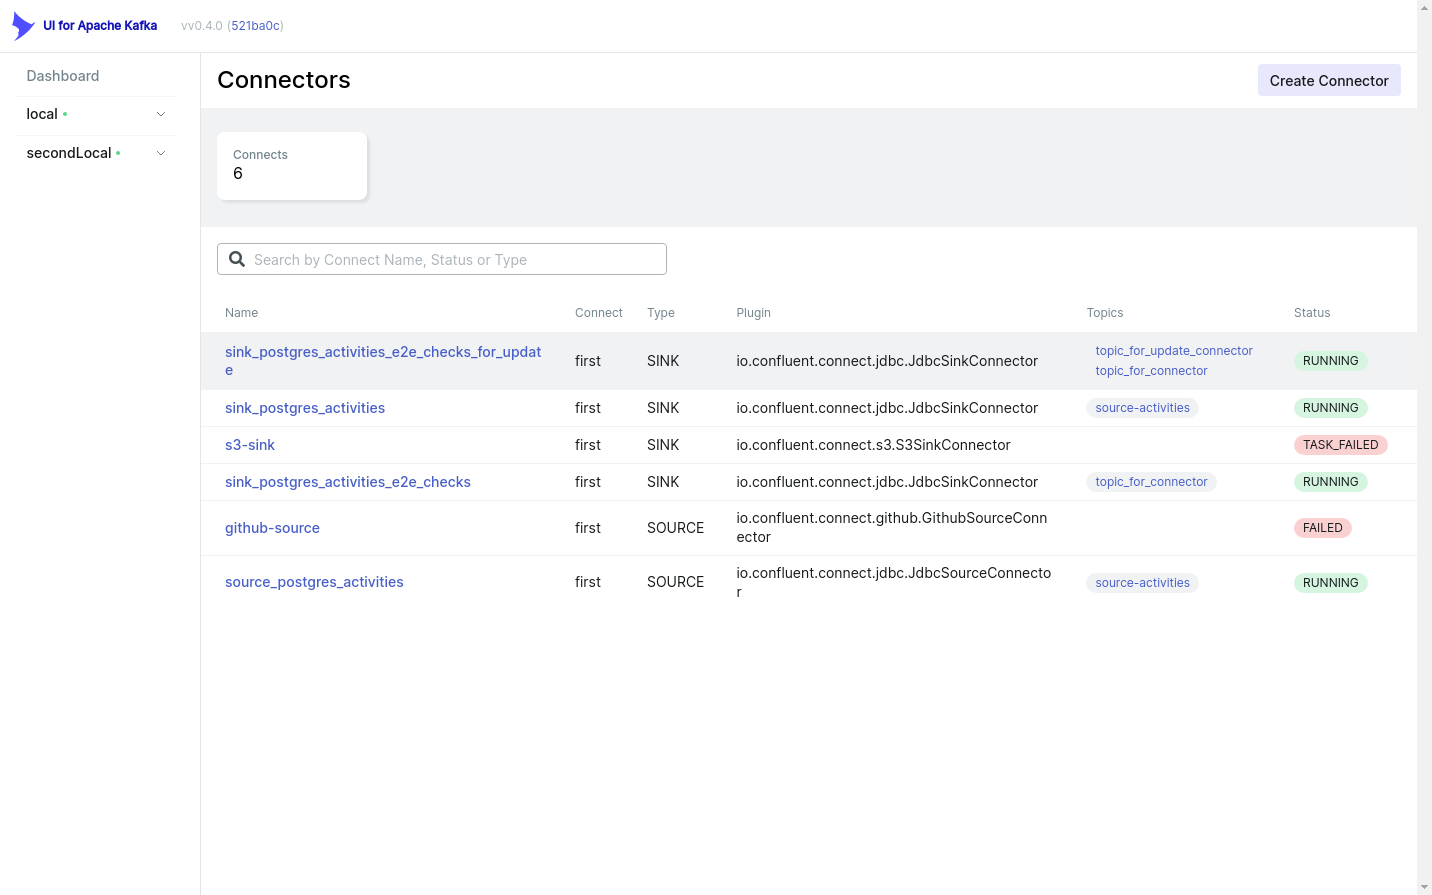 UI for Apache Kafka vv0.4.0 (521ba0c)
Dashboard
local
secondLocal
Connectors
Create Connector
Connects
6
Search by Connect Name, Status or Type
Name Connect Type Plugin Topics Status
sink_postgres_activities_e2e_checks_for_updat
e
first SINK io.confluent.connect.jdbc.JdbcSinkConnector
topic_for_update_connector
topic_for_connector
RUNNING
sink_postgres_activities first SINK io.confluent.connect.jdbc.JdbcSinkConnector source-activities RUNNING
s3-sink first SINK io.confluent.connect.s3.S3SinkConnector TASK_FAILED
sink_postgres_activities_e2e_checks first SINK io.confluent.connect.jdbc.JdbcSinkConnector topic_for_connector RUNNING
github-source first SOURCE
io.confluent.connect.github.GithubSourceConn
ector
FAILED
source_postgres_activities first SOURCE
io.confluent.connect.jdbc.JdbcSourceConnecto
r
source-activities RUNNING